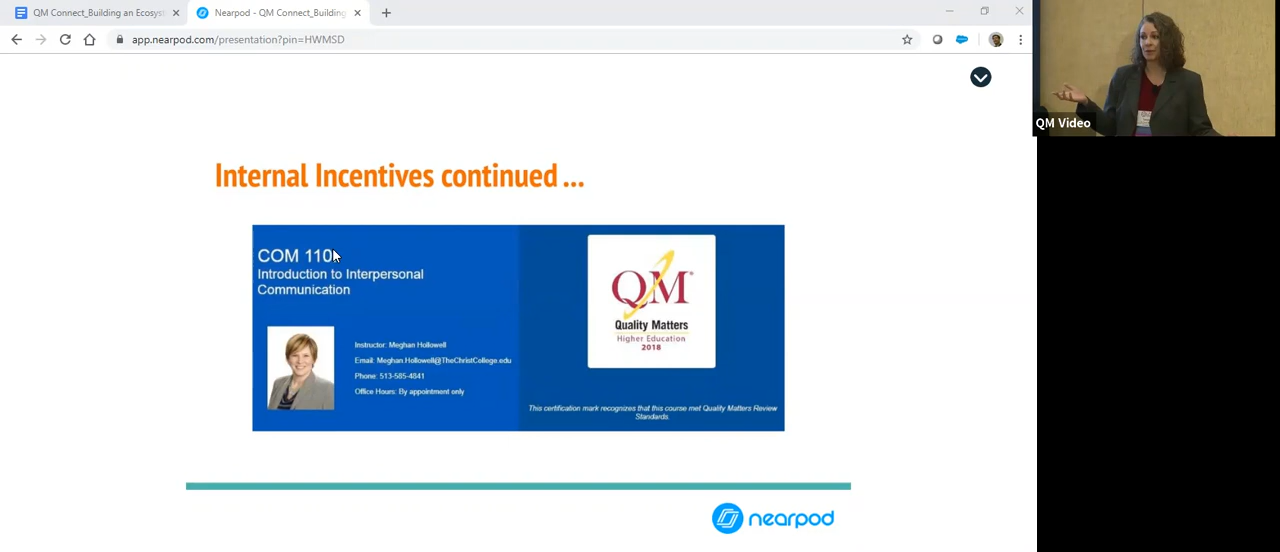 QM Connect_Building an Ecosyst
Nearpod - QM Connect_Building
app.nearpod.com/presentation?pin=HWMSD
QM Video
Internal Incentives continued ...
COM 110
Introduction to Interpersonal
Communication
Instructor: Meghan Hollowell
Email: Meghan.Hollowell@TheChristCollege.edu
Phone: 513-585-4841
Office Hours: By appointment only
QM®
Quality Matters
Higher Education
2018
This certification mark recognizes that this course met Quality Matters Review
Standards.
nearpod